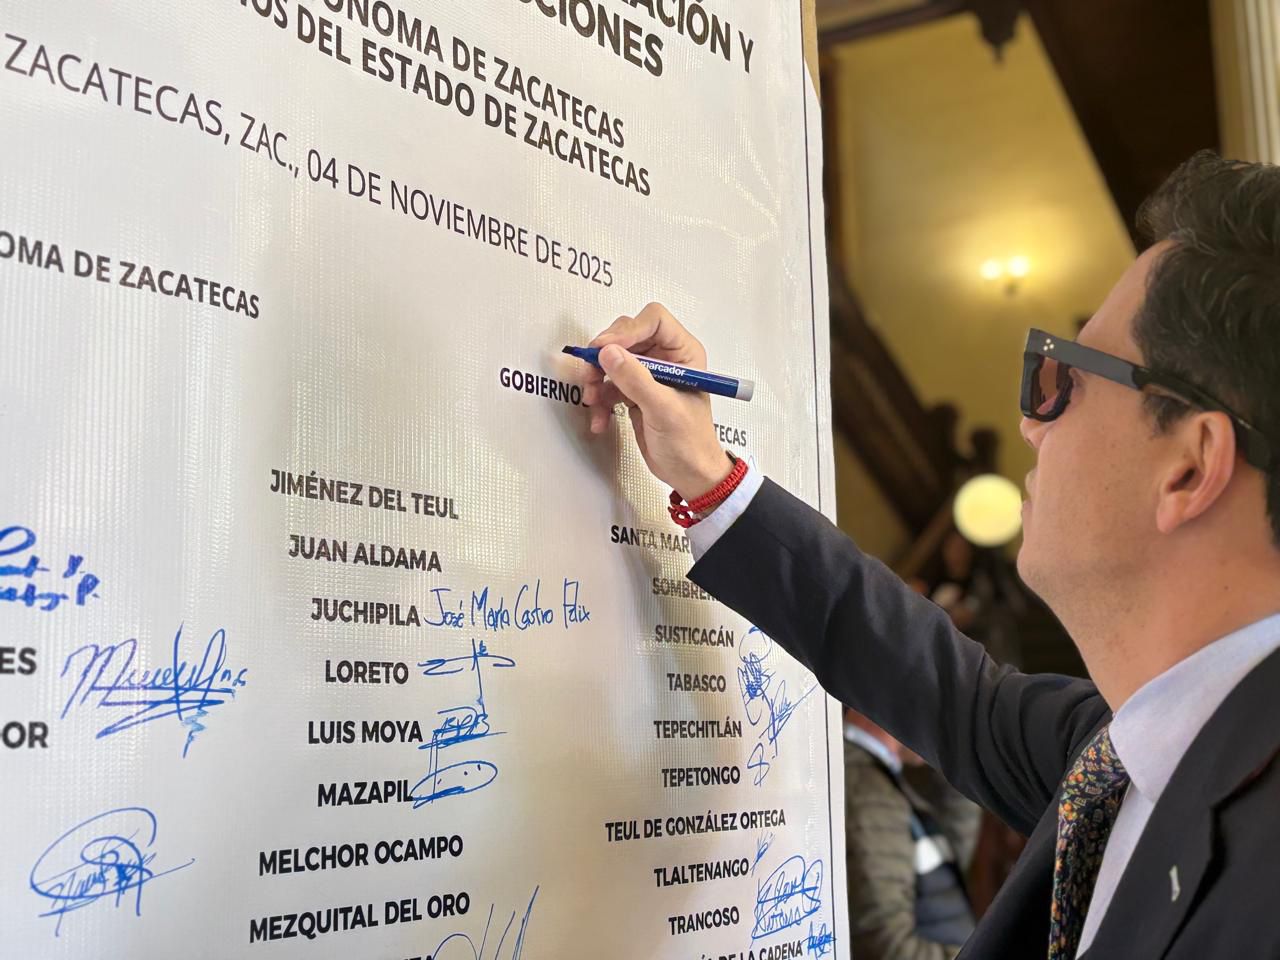 ACIÓN Y
CCIONES
ÓNOMA DE ZACATECAS
IOS DEL ESTADO DE ZACATECAS
ZACATECAS, ZAC., 04 DE NOVIEMBRE DE 2025
OMA DE ZACATECAS
GOBIERNO
TECAS
marcador
JIMÉNEZ DEL TEUL
JUAN ALDAMA
JUCHIPILA José María Castro Félix
LORETO
LUIS MOYA
MAZAPIL
MELCHOR OCAMPO
MEZQUITAL DEL ORO
ES
OR
SANTA MAR
SOMBRER
SUSTICACÁN
TABASCO
TEPECHITLÁN
TEPETONGO
TEUL DE GONZÁLEZ ORTEGA
TLALTENANGO
TRANCOSO
DE LA CADENA